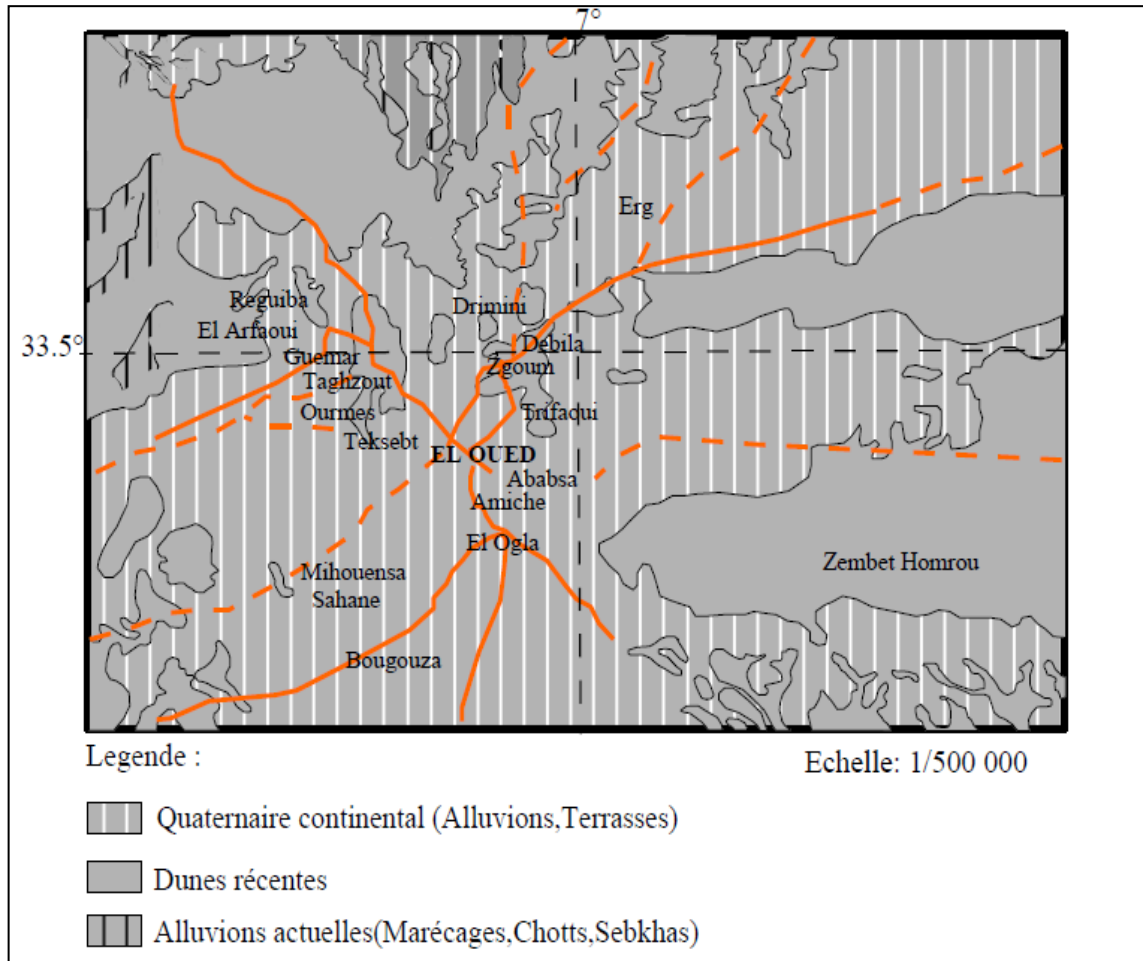 7°
Erg
Reguiba
Drimini
El Arfaoui
33.5°
Debila
Guemar
Zgoum
Taghzout
Ourmes
Trifaqui
Teksebt
EL OUED
Ababsa
Amiche
El Ogla
Zembet Homrou
Mihouensa
Sahane
Bougouza
Legende :
Echelle: 1/500 000
Quaternaire continental (Alluvions,Terrasses)
Dunes récentes
Alluvions actuelles(Marécages,Chotts,Sebkhas)